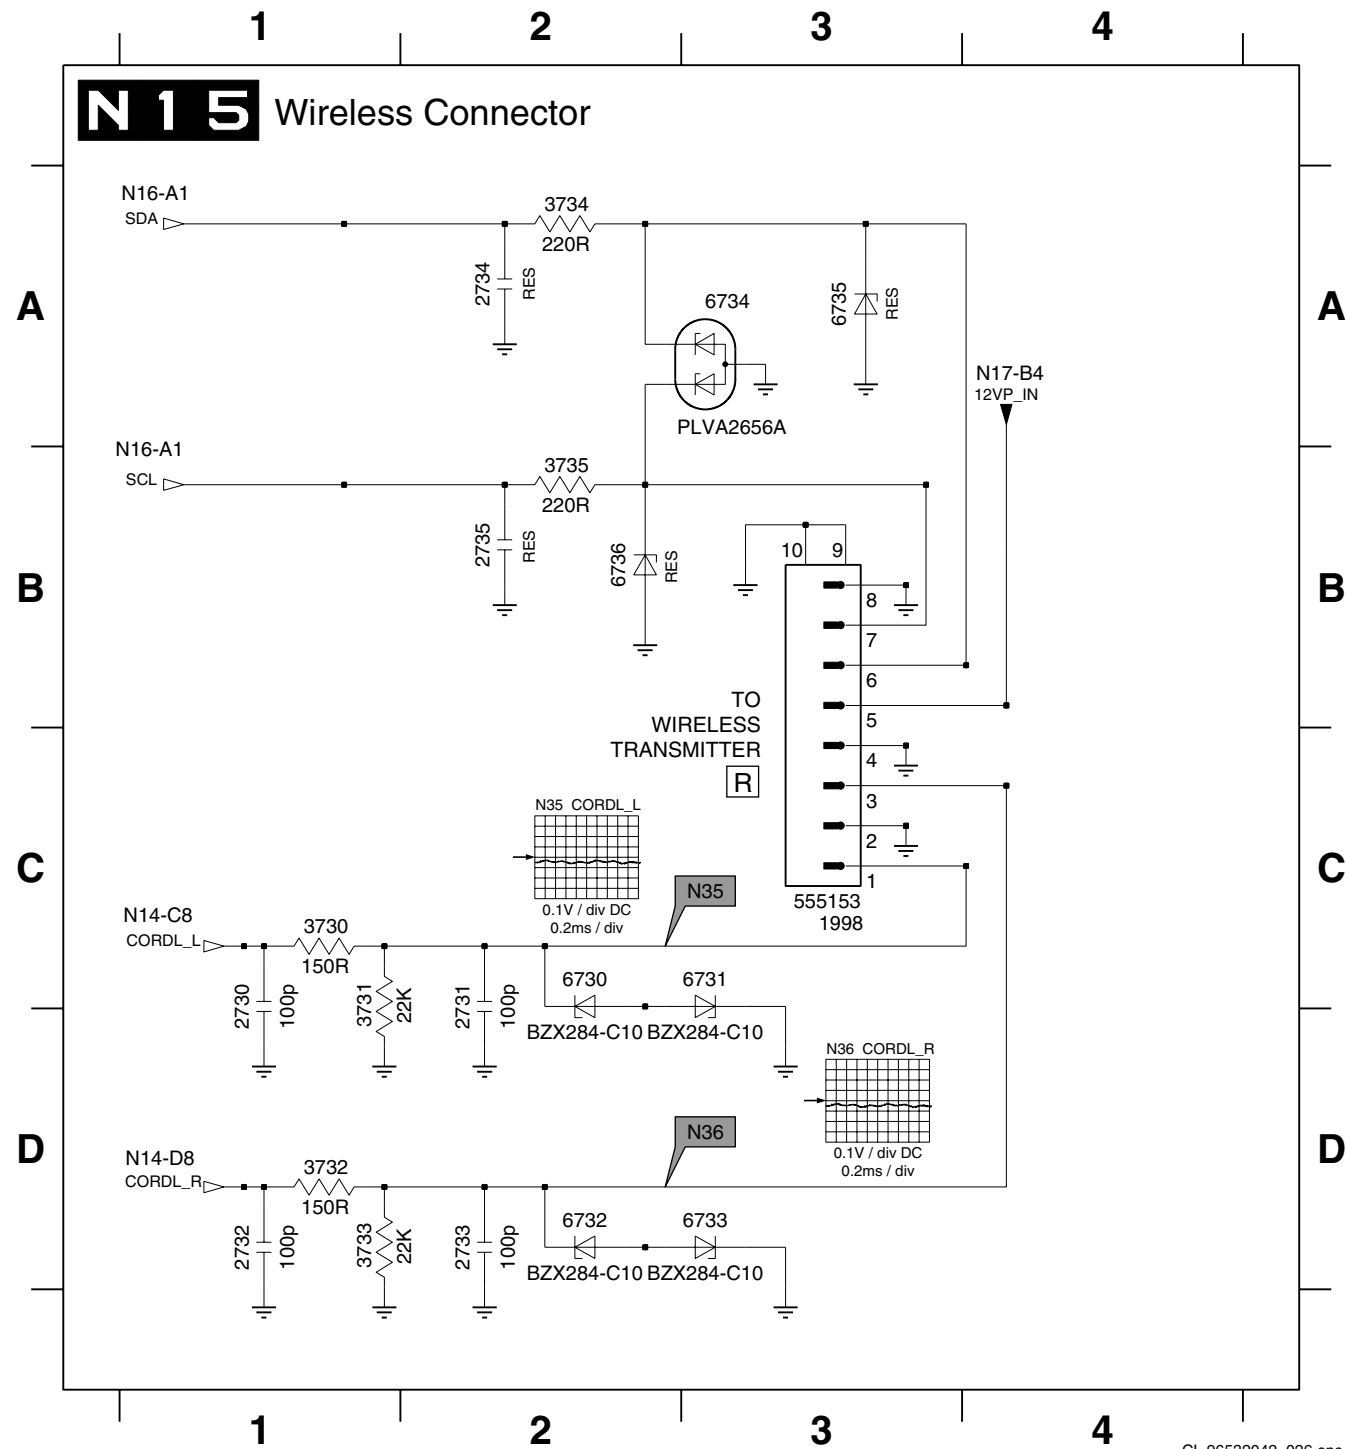 1 2 3 4
N15 Wireless Connector
N16-A1
SDA
3734
220R
2734
RES
6734
PLVA2656A
6735
RES
A A
N17-B4
12VP_IN
N16-A1
SCL
3735
220R
2735
RES
6736
RES
B B
10 9
8
7
6
5
4
3
2
1
TO
WIRELESS
TRANSMITTER
R
555153
1998
N35 CORDL_L
0.1V / div DC
0.2ms / div
N35
C C
N14-C8
CORDL_L
3730
150R
2730
100p
3731
22K
2731
100p
6730
BZX284-C10
6731
BZX284-C10
N36 CORDL_R
0.1V / div DC
0.2ms / div
N36
D D
N14-D8
CORDL_R
3732
150R
2732
100p
3733
22K
2733
100p
6732
BZX284-C10
6733
BZX284-C10
1 2 3 4